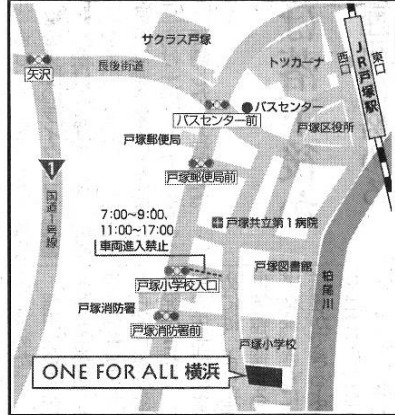 サクラス戸塚
トツカーナ
JR戸塚駅
西口
東口
長後街道
矢沢
バスセンター
バスセンター前
戸塚区役所
戸塚郵便局
戸塚郵便局前
1
国道1号線
7:00~9:00、
11:00~17:00
車両進入禁止
戸塚共立第1病院
戸塚小学校入口
戸塚図書館
柏尾川
戸塚消防署
戸塚消防署前
戸塚小学校
ONE FOR ALL 横浜